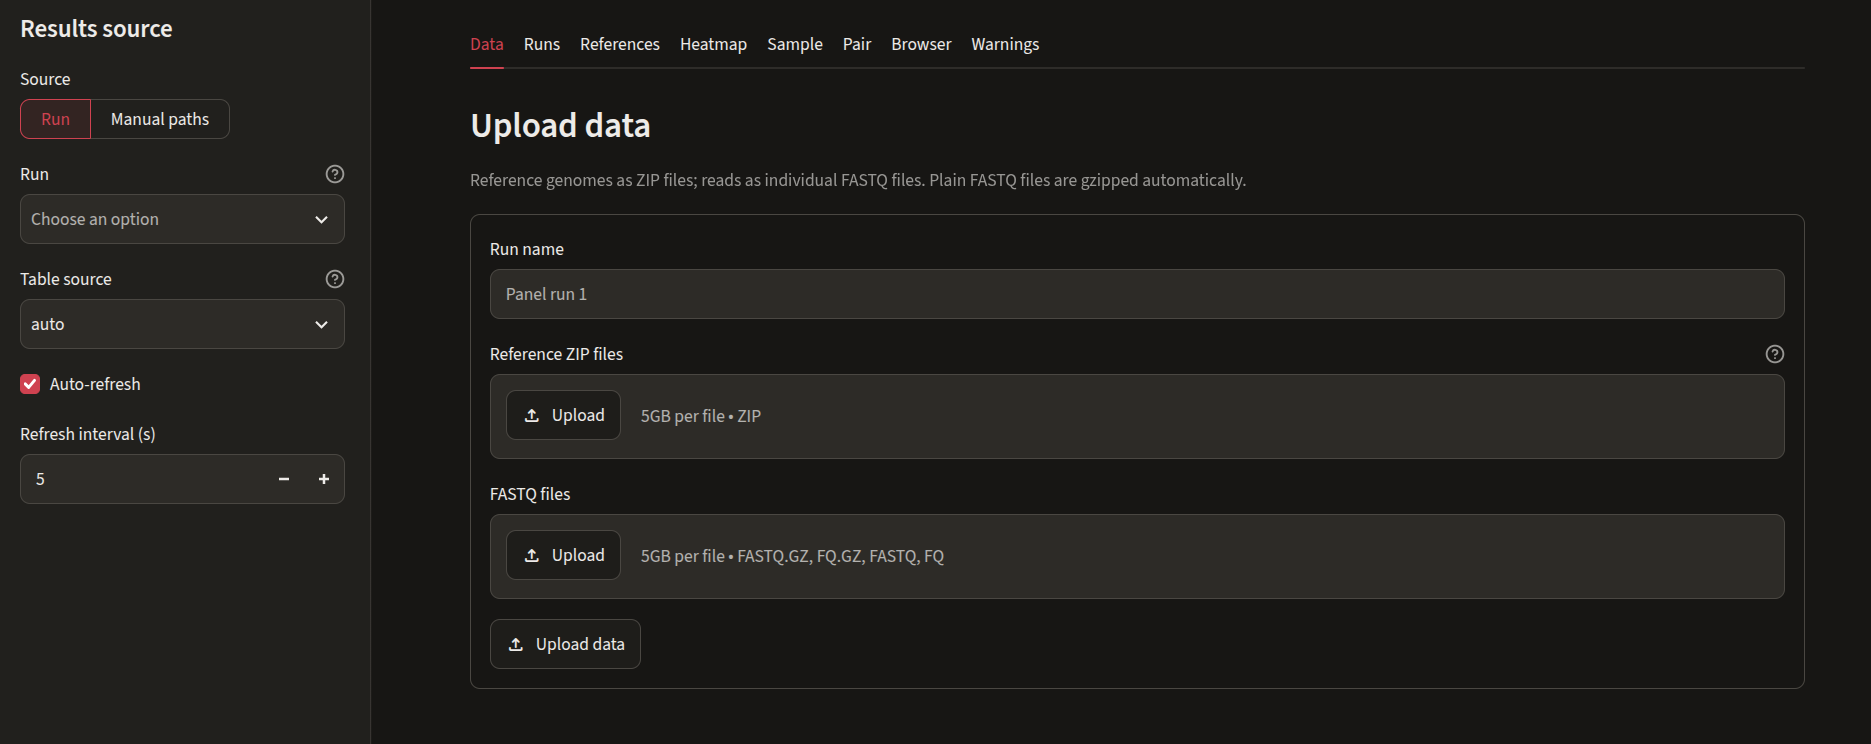 Results source
Source
Run
Manual paths
Run
Choose an option
Table source
auto
Auto-refresh
Refresh interval (s)
5
Data Runs References Heatmap Sample Pair Browser Warnings
Upload data
Reference genomes as ZIP files; reads as individual FASTQ files. Plain FASTQ files are gzipped automatically.
Run name
Panel run 1
Reference ZIP files
Upload 5GB per file • ZIP
FASTQ files
Upload 5GB per file • FASTQ.GZ, FQ.GZ, FASTQ, FQ
Upload data